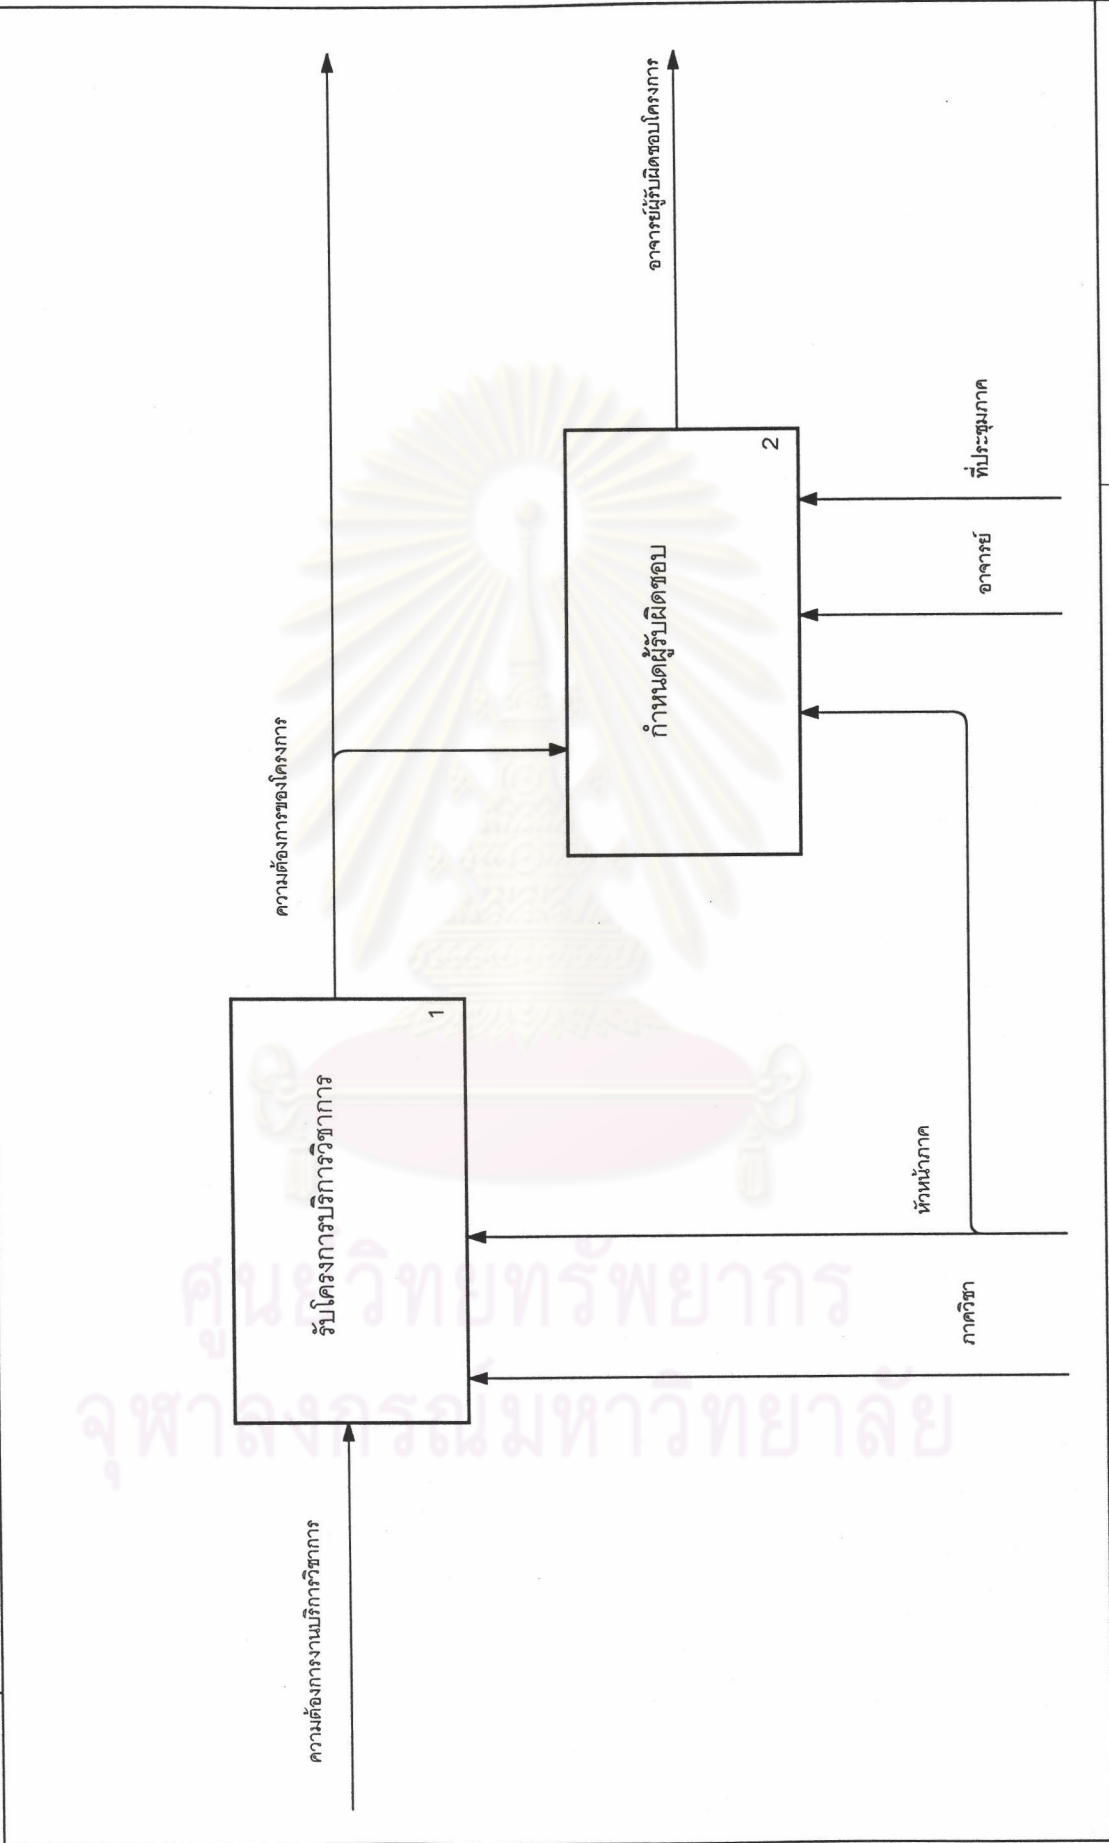 ความต้องการงานบริการวิชาการ
รับโครงการบริการวิชาการ
1
ความต้องการของโครงการ
กำหนดผู้รับผิดชอบ
2
อาจารย์ผู้รับผิดชอบโครงการ
ภาควิชา
หัวหน้าภาค
อาจารย์
ที่ประชุมภาค
ศูนย์วิทยทรัพยากร
จุฬาลงกรณ์มหาวิทยาลัย